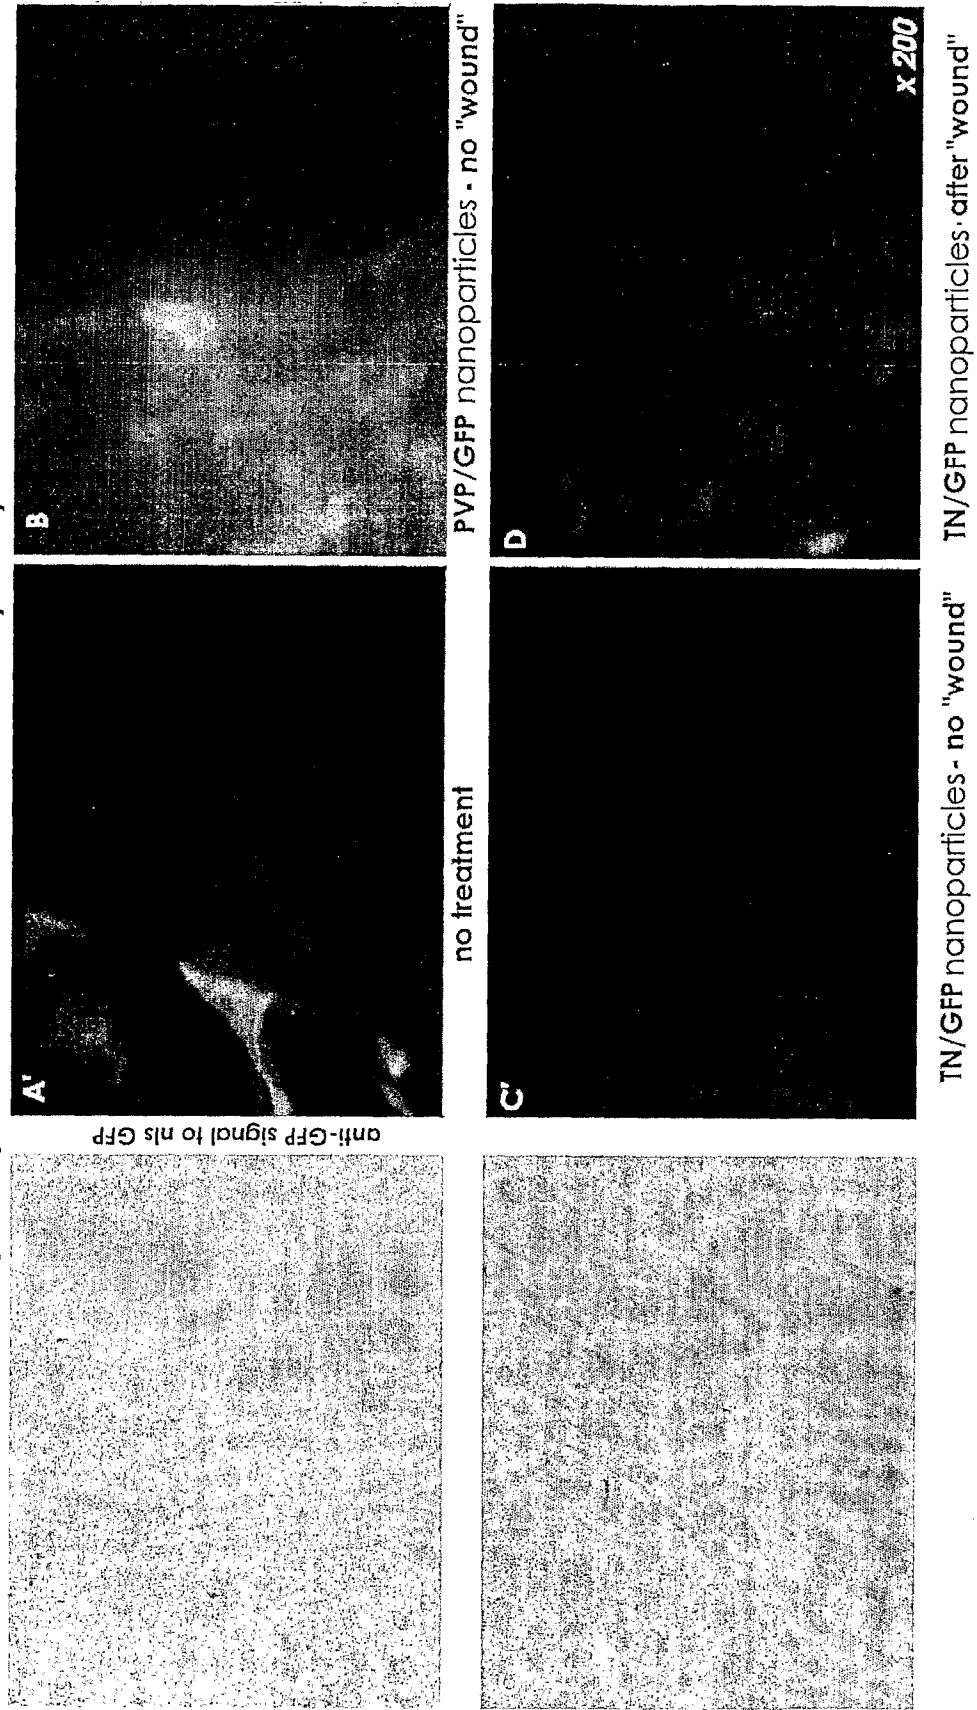 A'
B
anti-GFP signal to nls GFP
no treatment
PVP/GFP nanoparticles - no "wound"
C'
D
x 200
TN/GFP nanoparticles - no "wound"
TN/GFP nanoparticles · after "wound"